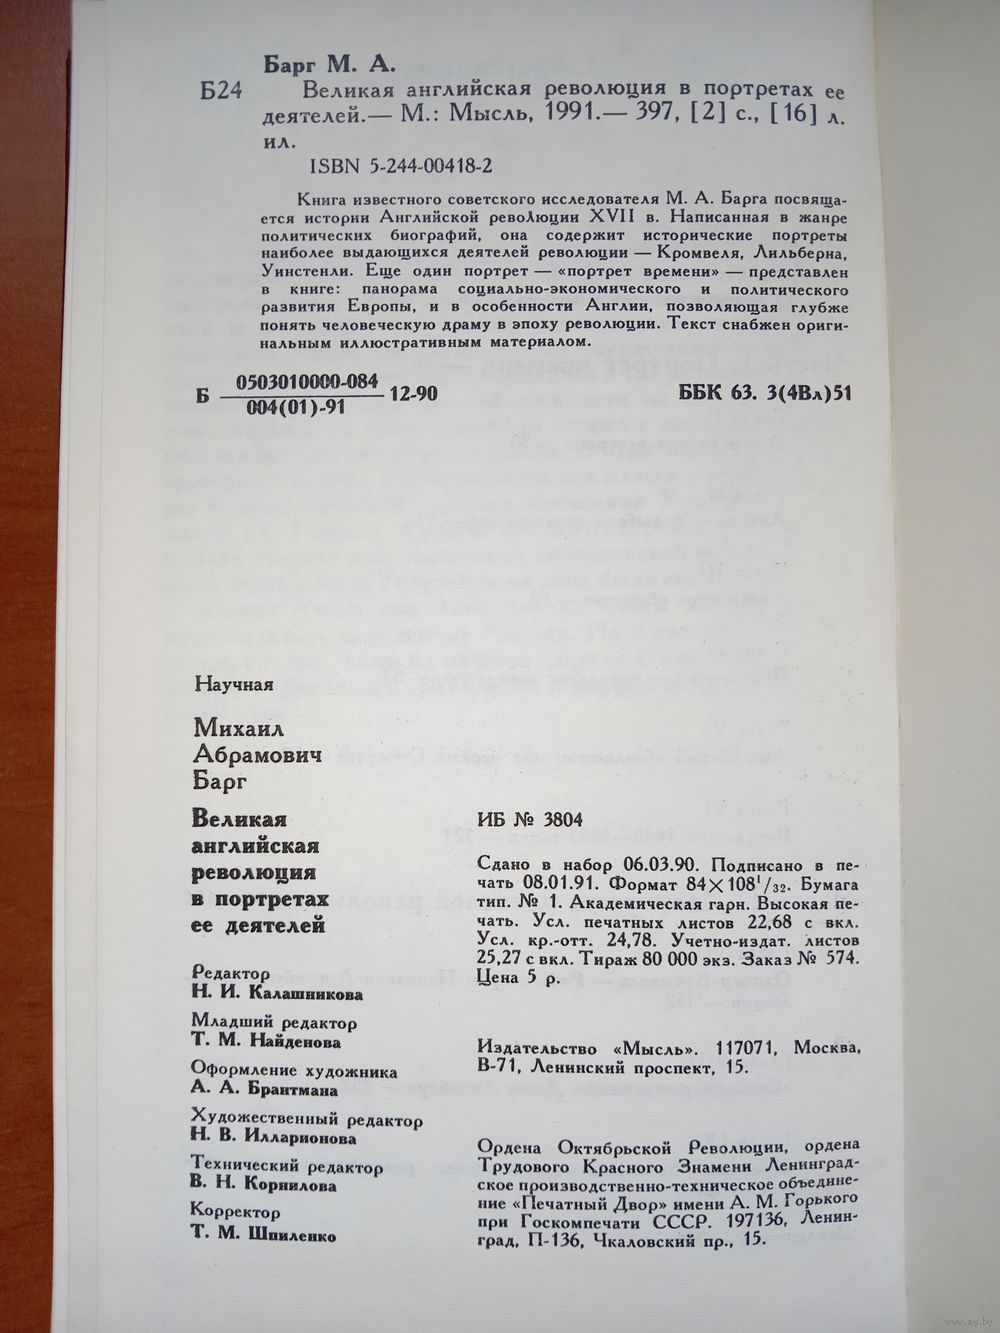 Барг М. А.
Б24 Великая английская революция в портретах ее
деятелей.— М.: Мысль, 1991.— 397, [2] с., [16] л.
ил.
ISBN 5-244-00418-2
Книга известного советского исследователя М. А. Барга посвяща-
ется истории Английской революции XVII в. Написанная в жанре
политических биографий, она содержит исторические портреты
наиболее выдающихся деятелей революции — Кромвеля, Лильберна,
Уинстенли. Еще один портрет — «портрет времени» — представлен
в книге: панорама социально-экономического и политического
развития Европы, и в особенности Англии, позволяющая глубже
понять человеческую драму в эпоху революции. Текст снабжен ориги-
нальным иллюстративным материалом.
Б 0503010000-084 12-90 ББК 63. 3(4Вл)51
004(01)-91
Научная
Михаил
Абрамович
Барг
Великая
английская
революция
в портретах
ее деятелей
Редактор
Н. И. Калашникова
Младший редактор
Т. М. Найденова
Оформление художника
А. А. Брантмана
Художественный редактор
Н. В. Илларионова
Технический редактор
В. Н. Корнилова
Корректор
Т. М. Шпиленко
ИБ № 3804
Сдано в набор 06.03.90. Подписано в пе-
чать 08.01.91. Формат 84×108¹/₃₂. Бумага
тип. № 1. Академическая гарн. Высокая пе-
чать. Усл. печатных листов 22,68 с вкл.
Усл. кр.-отт. 24,78. Учетно-издат. листов
25,27 с вкл. Тираж 80 000 экз. Заказ № 574.
Цена 5 р.
Издательство «Мысль». 117071, Москва,
В-71, Ленинский проспект, 15.
Ордена Октябрьской Революции, ордена
Трудового Красного Знамени Ленинград-
ское производственно-техническое объедине-
ние «Печатный Двор» имени А. М. Горького
при Госкомпечати СССР. 197136, Ленин-
град, П-136, Чкаловский пр., 15.
www.ay.by